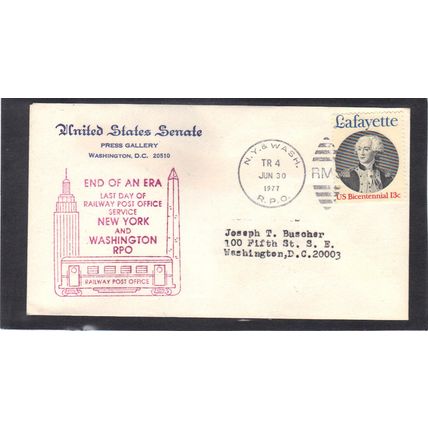 United States Senate
PRESS GALLERY
WASHINGTON, D.C. 20510
END OF AN ERA
LAST DAY OF
RAILWAY POST OFFICE
SERVICE
NEW YORK
AND
WASHINGTON
RPO
RAILWAY POST OFFICE
N.Y. & WASH.
TR 4
JUN 30
1977
R.P.O.
RM
Lafayette
US Bicentennial 13c
Joseph T. Buscher
100 Fifth St. S.E.
Washington,D.C.20003